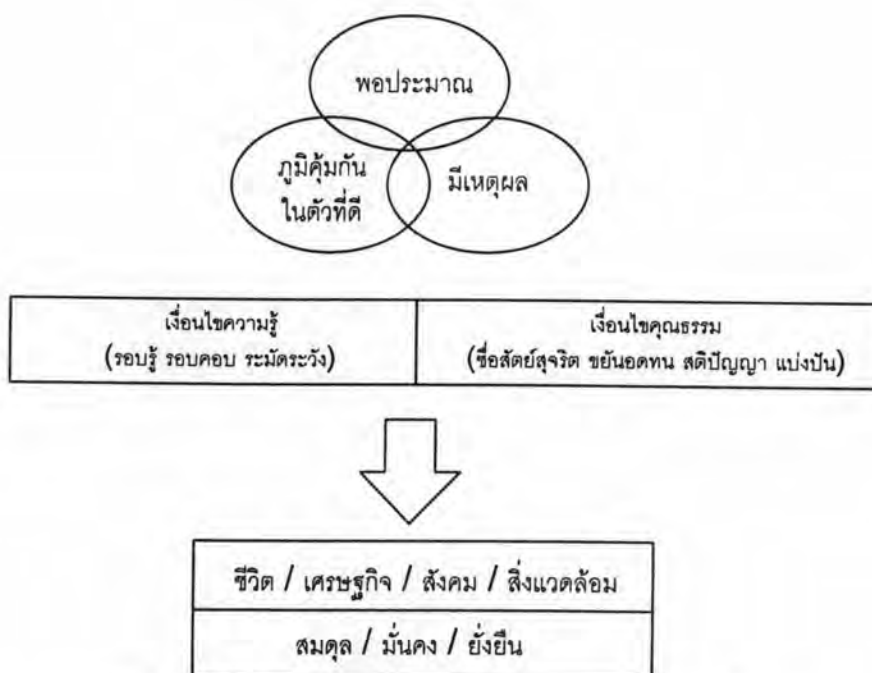 พอประมาณ
ภูมิคุ้มกัน
ในตัวที่ดี
มีเหตุผล
เงื่อนไขความรู้
(รอบรู้ รอบคอบ ระมัดระวัง)
เงื่อนไขคุณธรรม
(ซื่อสัตย์สุจริต ขยันอดทน สติปัญญา แบ่งปัน)
ชีวิต / เศรษฐกิจ / สังคม / สิ่งแวดล้อม
สมดุล / มั่นคง / ยั่งยืน